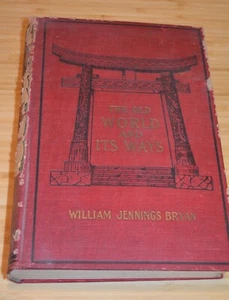 THE OLD
WORLD
AND
ITS WAYS
WILLIAM JENNINGS BRYAN